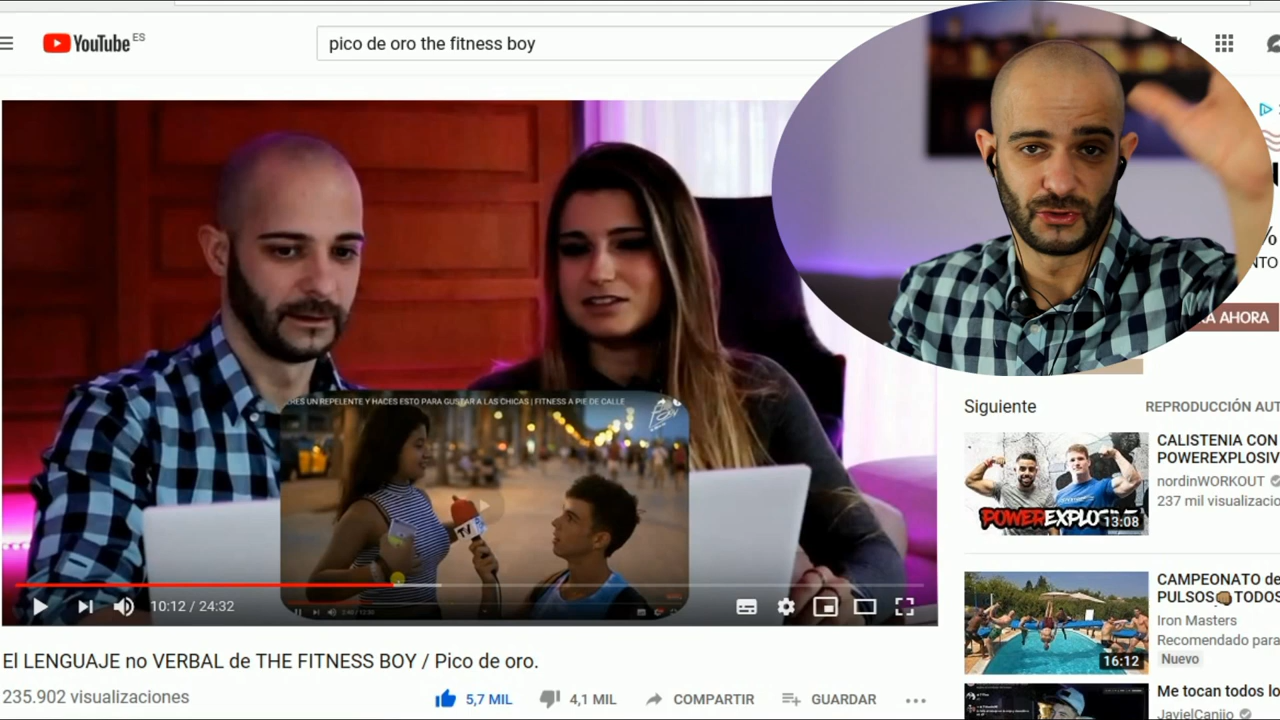 YouTube ES
pico de oro the fitness boy
ERES UN REPELENTE Y HACES ESTO PARA GUSTAR A LAS CHICAS | FITNESS A PIE DE CALLE
TV
10:12 / 24:32
El LENGUAJE no VERBAL de THE FITNESS BOY / Pico de oro.
235.902 visualizaciones
5,7 MIL
4,1 MIL
COMPARTIR
GUARDAR
%
NTO
A AHORA
Siguiente
REPRODUCCIÓN AUT
POWEREXPLO
13:08
CALISTENIA CON
POWEREXPLOSIV
nordinWORKOUT
237 mil visualizacio
16:12
CAMPEONATO de
PULSOS👊TODOS
Iron Masters
Recomendado para
Nuevo
Me tocan todos lo
JavielCanijo